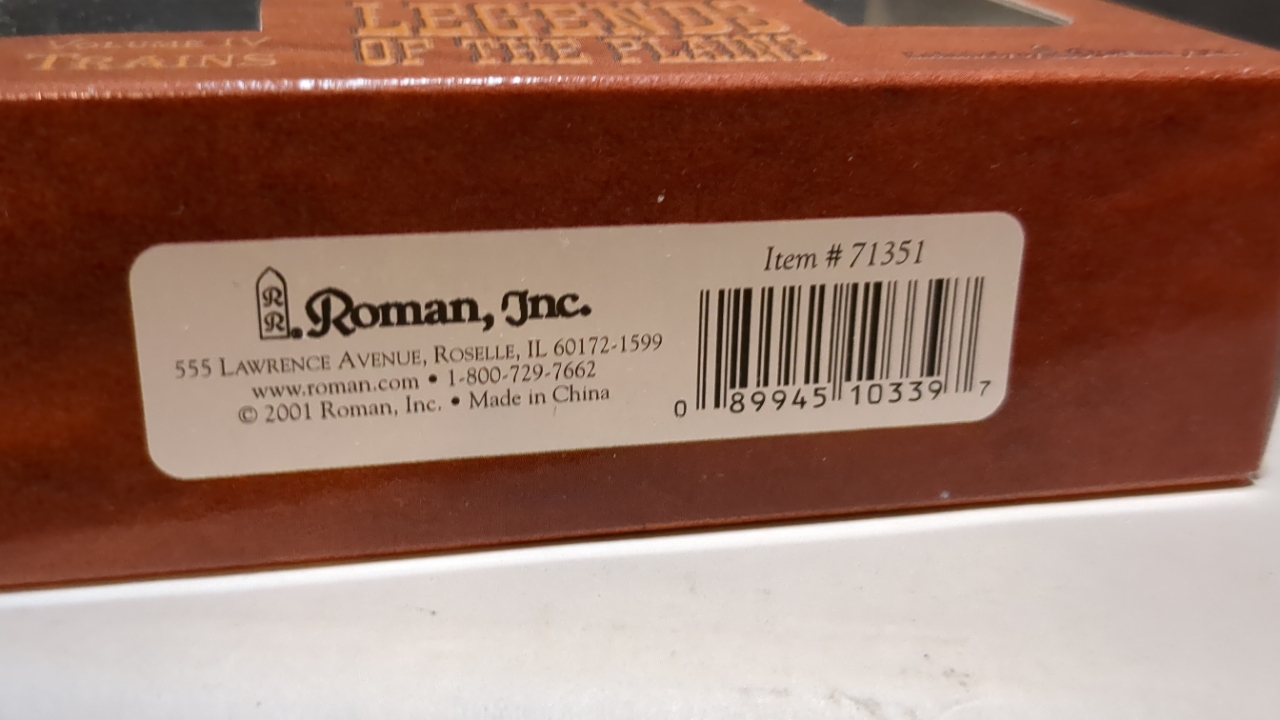 LEGENDS
OF THE PLAINS
VOLUME IV
TRAINS
Item # 71351
R
R
Roman, Inc.
555 LAWRENCE AVENUE, ROSELLE, IL 60172-1599
www.roman.com • 1-800-729-7662
© 2001 Roman, Inc. • Made in China
0 89945 10339 7